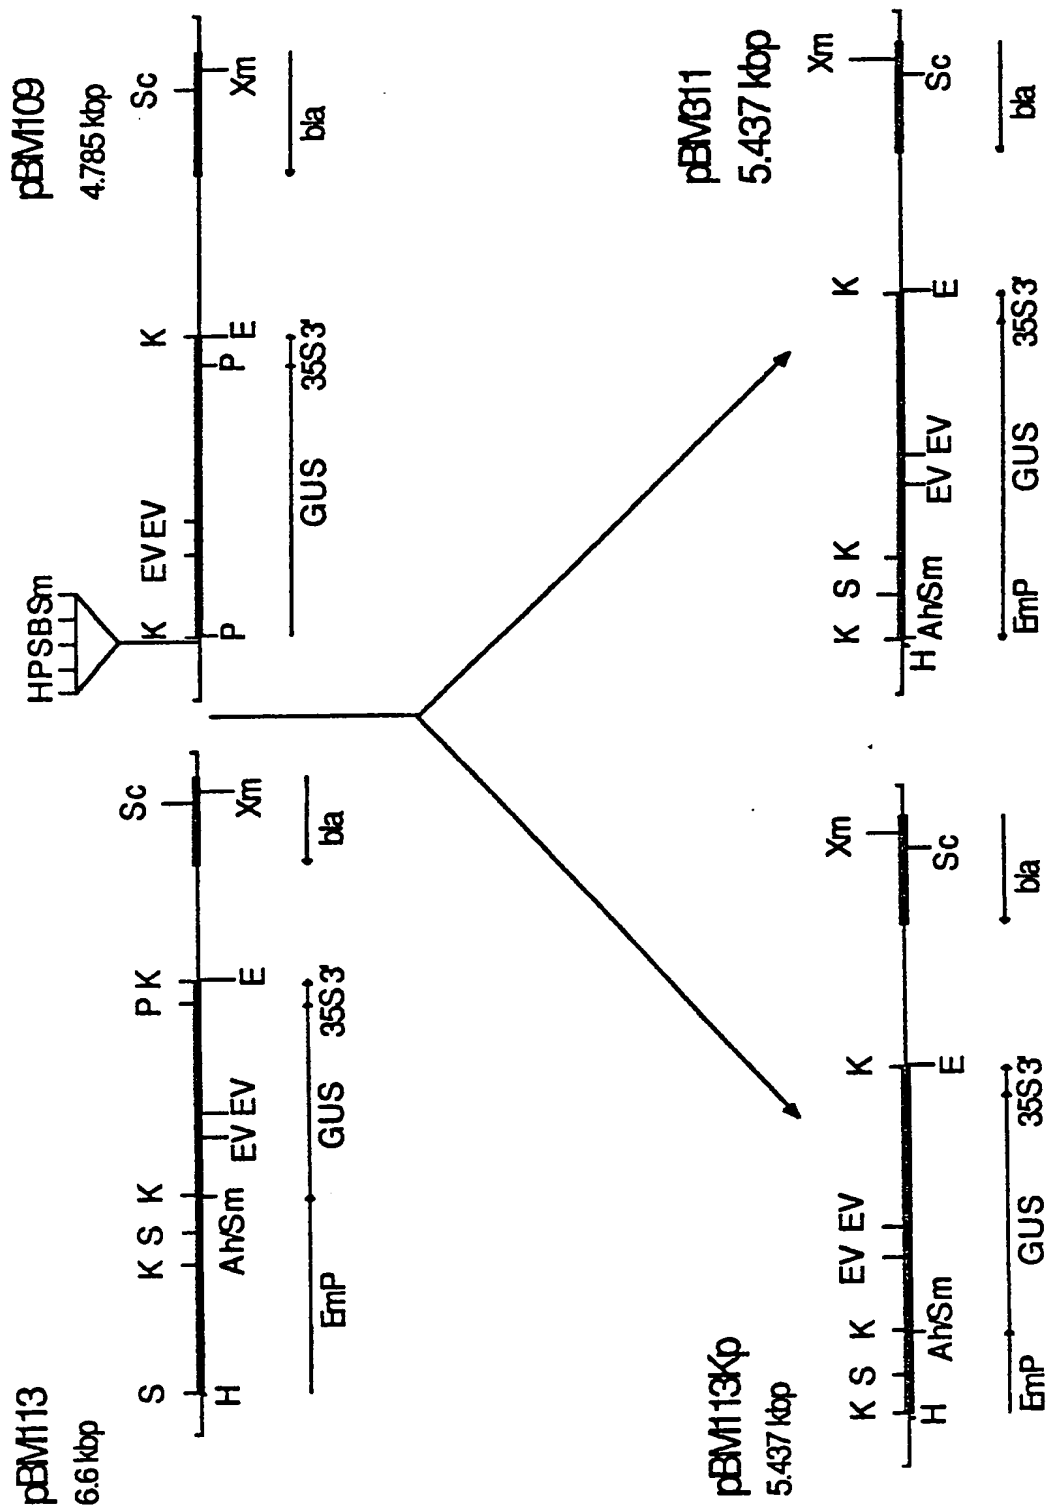 pBM113
6.6 kbp
S K S K P K Sc
H Ah/Sm EV EV E Xm
EmP GUS 35S3' bla
pBM109
4.785 kbp
HPSBSm
K EV EV K Sc
P P E Xm
GUS 35S3' bla
pBM113Kp
5.437 kbp
K S K EV EV K Xm
H Ah/Sm E Sc
EmP GUS 35S3' bla
pBM311
5.437 kbp
K S K K Xm
H Ah/Sm EV EV E Sc
EmP GUS 35S3' bla